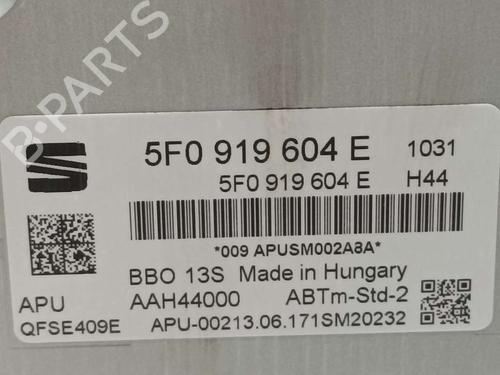 B-PARTS
5F0 919 604 E 1031
5F0 919 604 E H44
*009 APUSM002A8A*
BBO 13S Made in Hungary
APU AAH44000 ABTm-Std-2
QFSE409E APU-00213.06.171SM20232